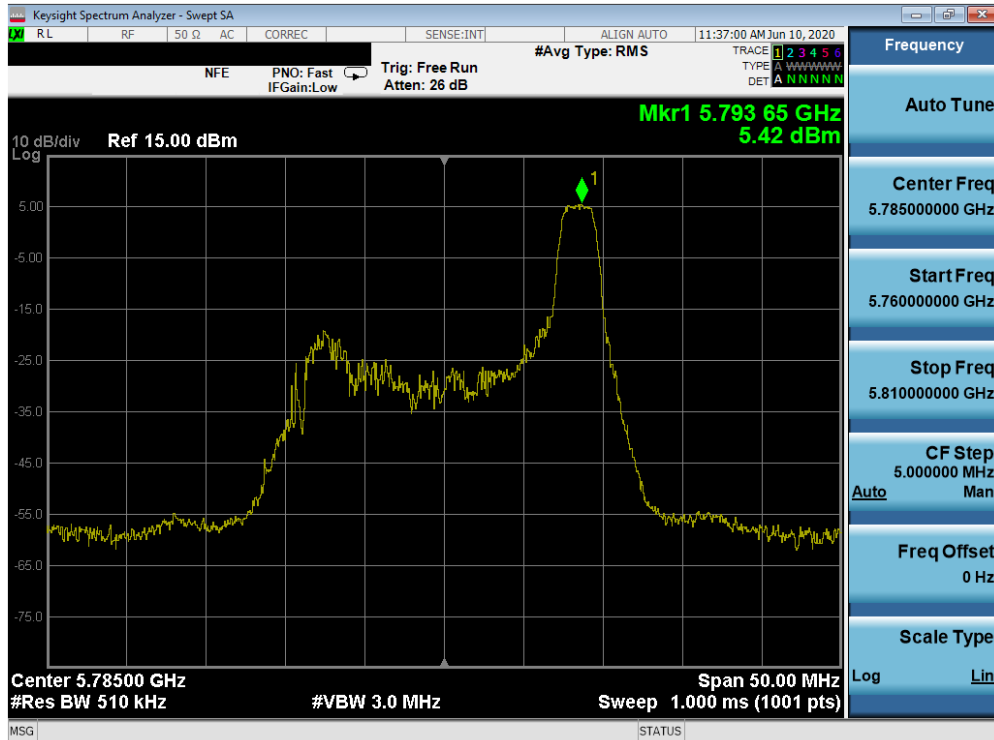 Keysight Spectrum Analyzer - Swept SA
LXI RL RF 50 Ω AC CORREC SENSE:INT ALIGN AUTO 11:37:00 AM Jun 10, 2020
NFE PNO: Fast Trig: Free Run #Avg Type: RMS TRACE 1 2 3 4 5 6
IFGain:Low Atten: 26 dB TYPE A WWWWW
DET A N N N N N
Mkr1 5.793 65 GHz
5.42 dBm
10 dB/div Ref 15.00 dBm
Log
1
5.00
-5.00
-15.0
-25.0
-35.0
-45.0
-55.0
-65.0
-75.0
Center 5.78500 GHz Span 50.00 MHz
#Res BW 510 kHz #VBW 3.0 MHz Sweep 1.000 ms (1001 pts)
MSG STATUS
Frequency
Auto Tune
Center Freq
5.785000000 GHz
Start Freq
5.760000000 GHz
Stop Freq
5.810000000 GHz
CF Step
5.000000 MHz
Auto Man
Freq Offset
0 Hz
Scale Type
Log Lin